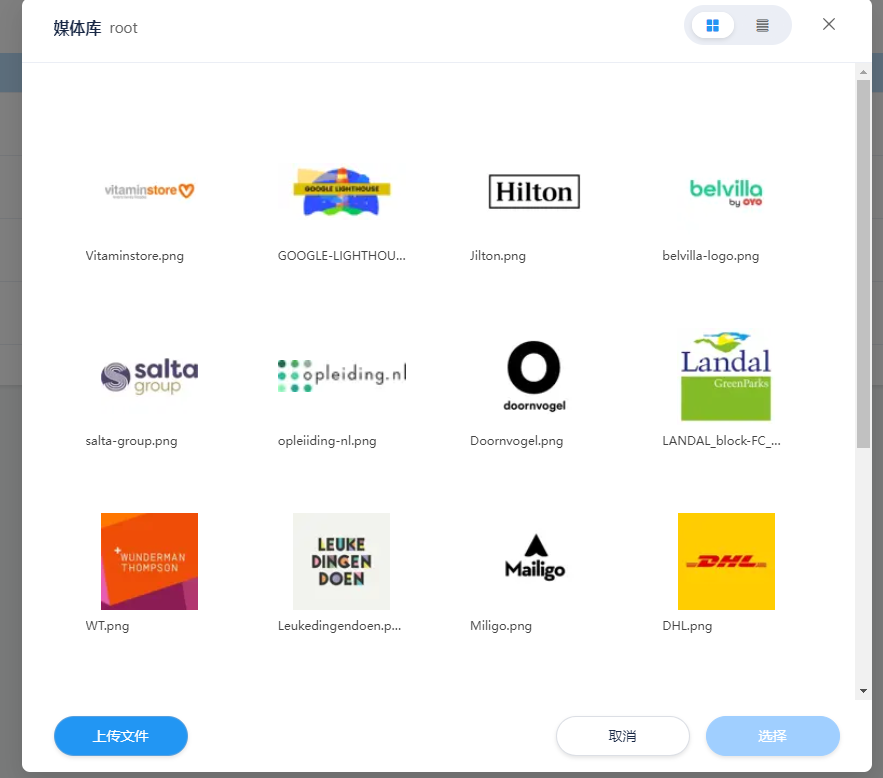 媒体库 root
vitaminstore
GOOGLE LIGHTHOUSE
Hilton
belvilla
by OYO
Vitaminstore.png
GOOGLE-LIGHTHOU...
Jilton.png
belvilla-logo.png
salta
group
opleiding.nl
doornvogel
Landal
GreenParks
salta-group.png
opleiiding-nl.png
Doornvogel.png
LANDAL_block-FC_...
WUNDERMAN
THOMPSON
LEUKE
DINGEN
DOEN
Mailigo
DHL
WT.png
Leukedingendoen.p...
Miligo.png
DHL.png
上传文件
取消
选择